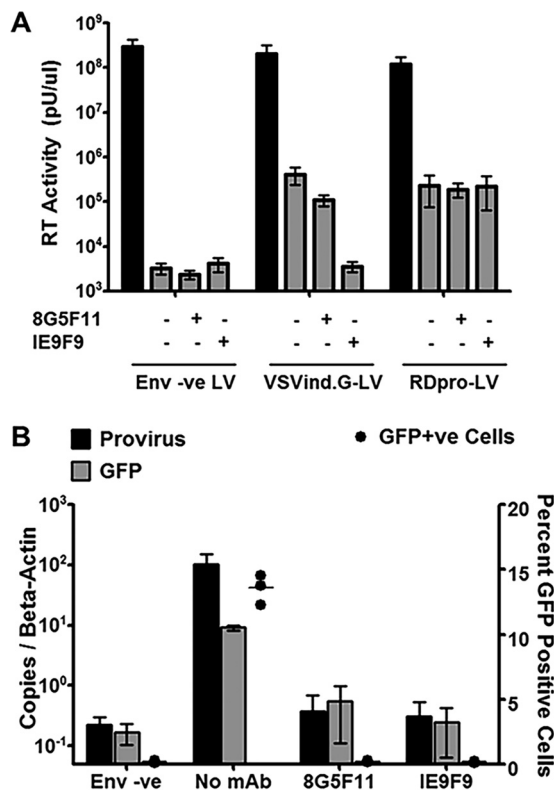 A
RT Activity (pU/ul)
10⁹
10⁸
10⁷
10⁶
10⁵
10⁴
10³
8G5F11 - + - - + - - + -
IE9F9 - - + - - + - - +
Env -ve LV VSVind.G-LV RDpro-LV
B
Provirus
GFP
GFP+ve Cells
Copies / Beta-Actin
10³
10²
10¹
10⁰
10⁻¹
20
15
10
5
0
Percent GFP Positive Cells
Env -ve No mAb 8G5F11 IE9F9